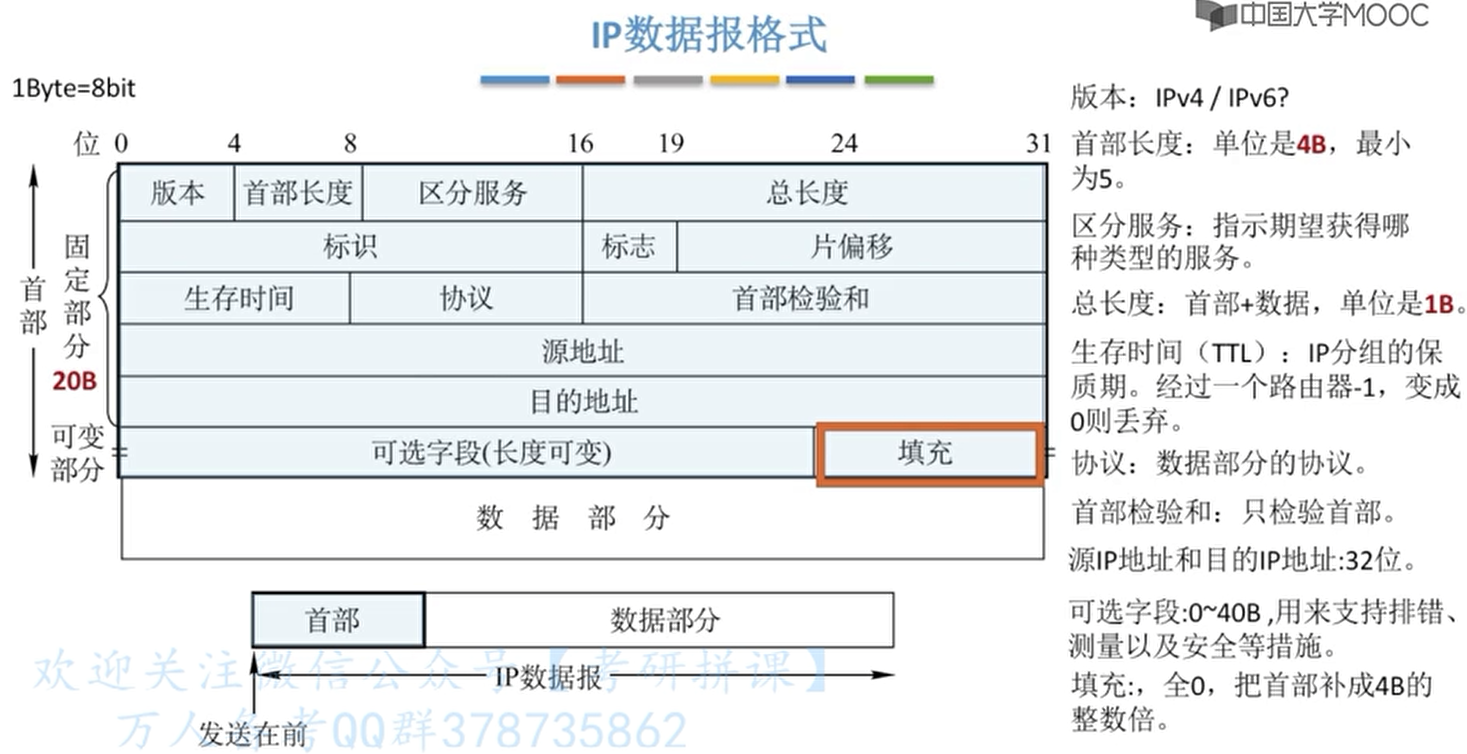 中国大学MOOC
IP数据报格式
1Byte=8bit
位 0 4 8 16 19 24 31
版本 首部长度 区分服务 总长度
标识 标志 片偏移
生存时间 协议 首部检验和
源地址
目的地址
可选字段(长度可变) 填充
数 据 部 分
首部
固定部分
20B
可变
部分
首部 数据部分
IP数据报
发送在前
版本：IPv4 / IPv6?
首部长度：单位是4B，最小
为5。
区分服务：指示期望获得哪
种类型的服务。
总长度：首部+数据，单位是1B。
生存时间（TTL）：IP分组的保
质期。经过一个路由器-1，变成
0则丢弃。
协议：数据部分的协议。
首部检验和：只检验首部。
源IP地址和目的IP地址:32位。
可选字段:0~40B ,用来支持排错、
测量以及安全等措施。
填充:，全0，把首部补成4B的
整数倍。
欢迎关注微信公众号【考研拼课】
万人备考QQ群378735862